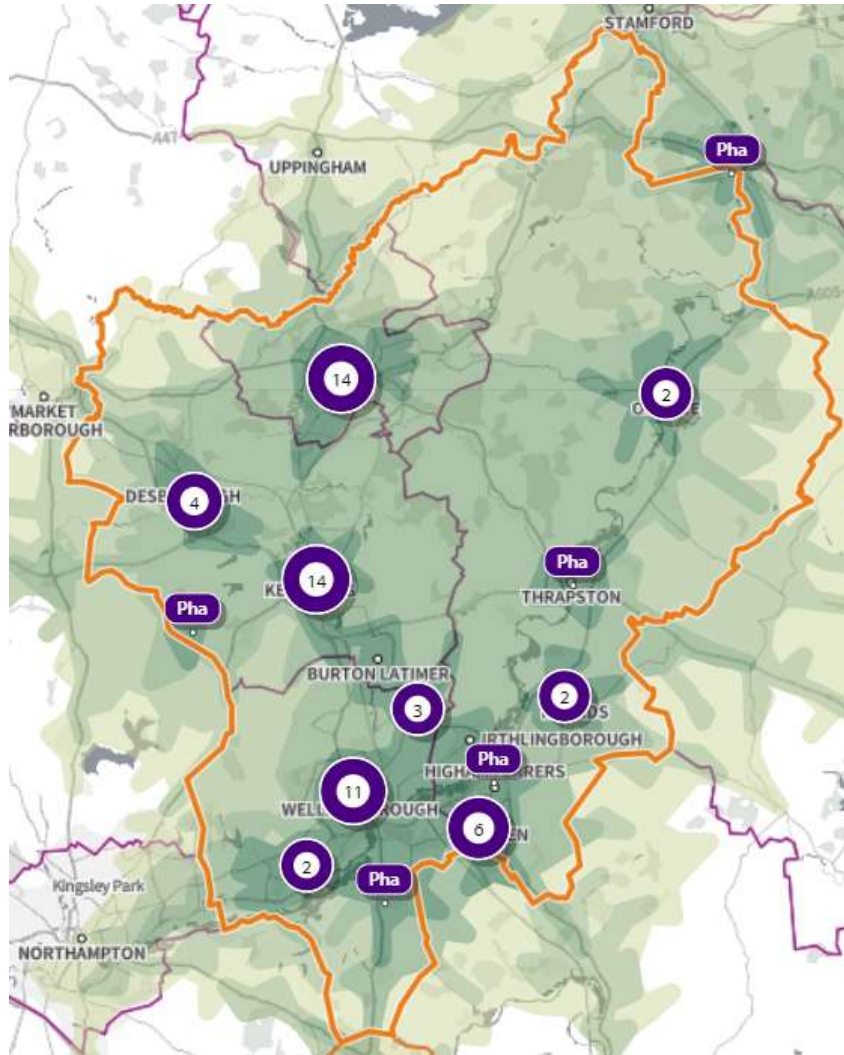 STAMFORD
A47
Pha
UPPINGHAM
A605
14
2
MARKET
RBOROUGH
4
14
Pha
THRAPSTON
Pha
BURTON LATIMER
2
3
IRTHLINGBOROUGH
Pha
11
6
2
Pha
Kingsley Park
NORTHAMPTON